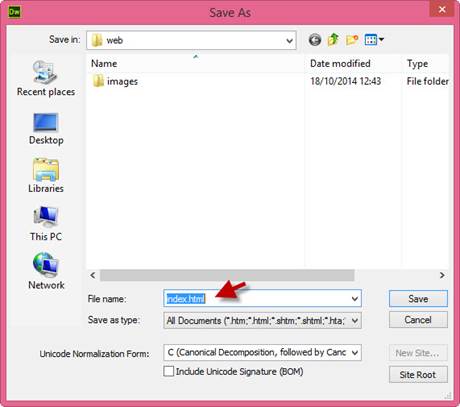 Dw
Save As
Save in: web
Name Date modified Type
images 18/10/2014 12:43 File folder
Recent places
Desktop
Libraries
This PC
Network
File name: index.html Save
Save as type: All Documents (*.htm;*.html;*.shtm;*.shtml;*.hta; Cancel
Unicode Normalization Form: C (Canonical Decomposition, followed by Canc New Site...
Include Unicode Signature (BOM) Site Root